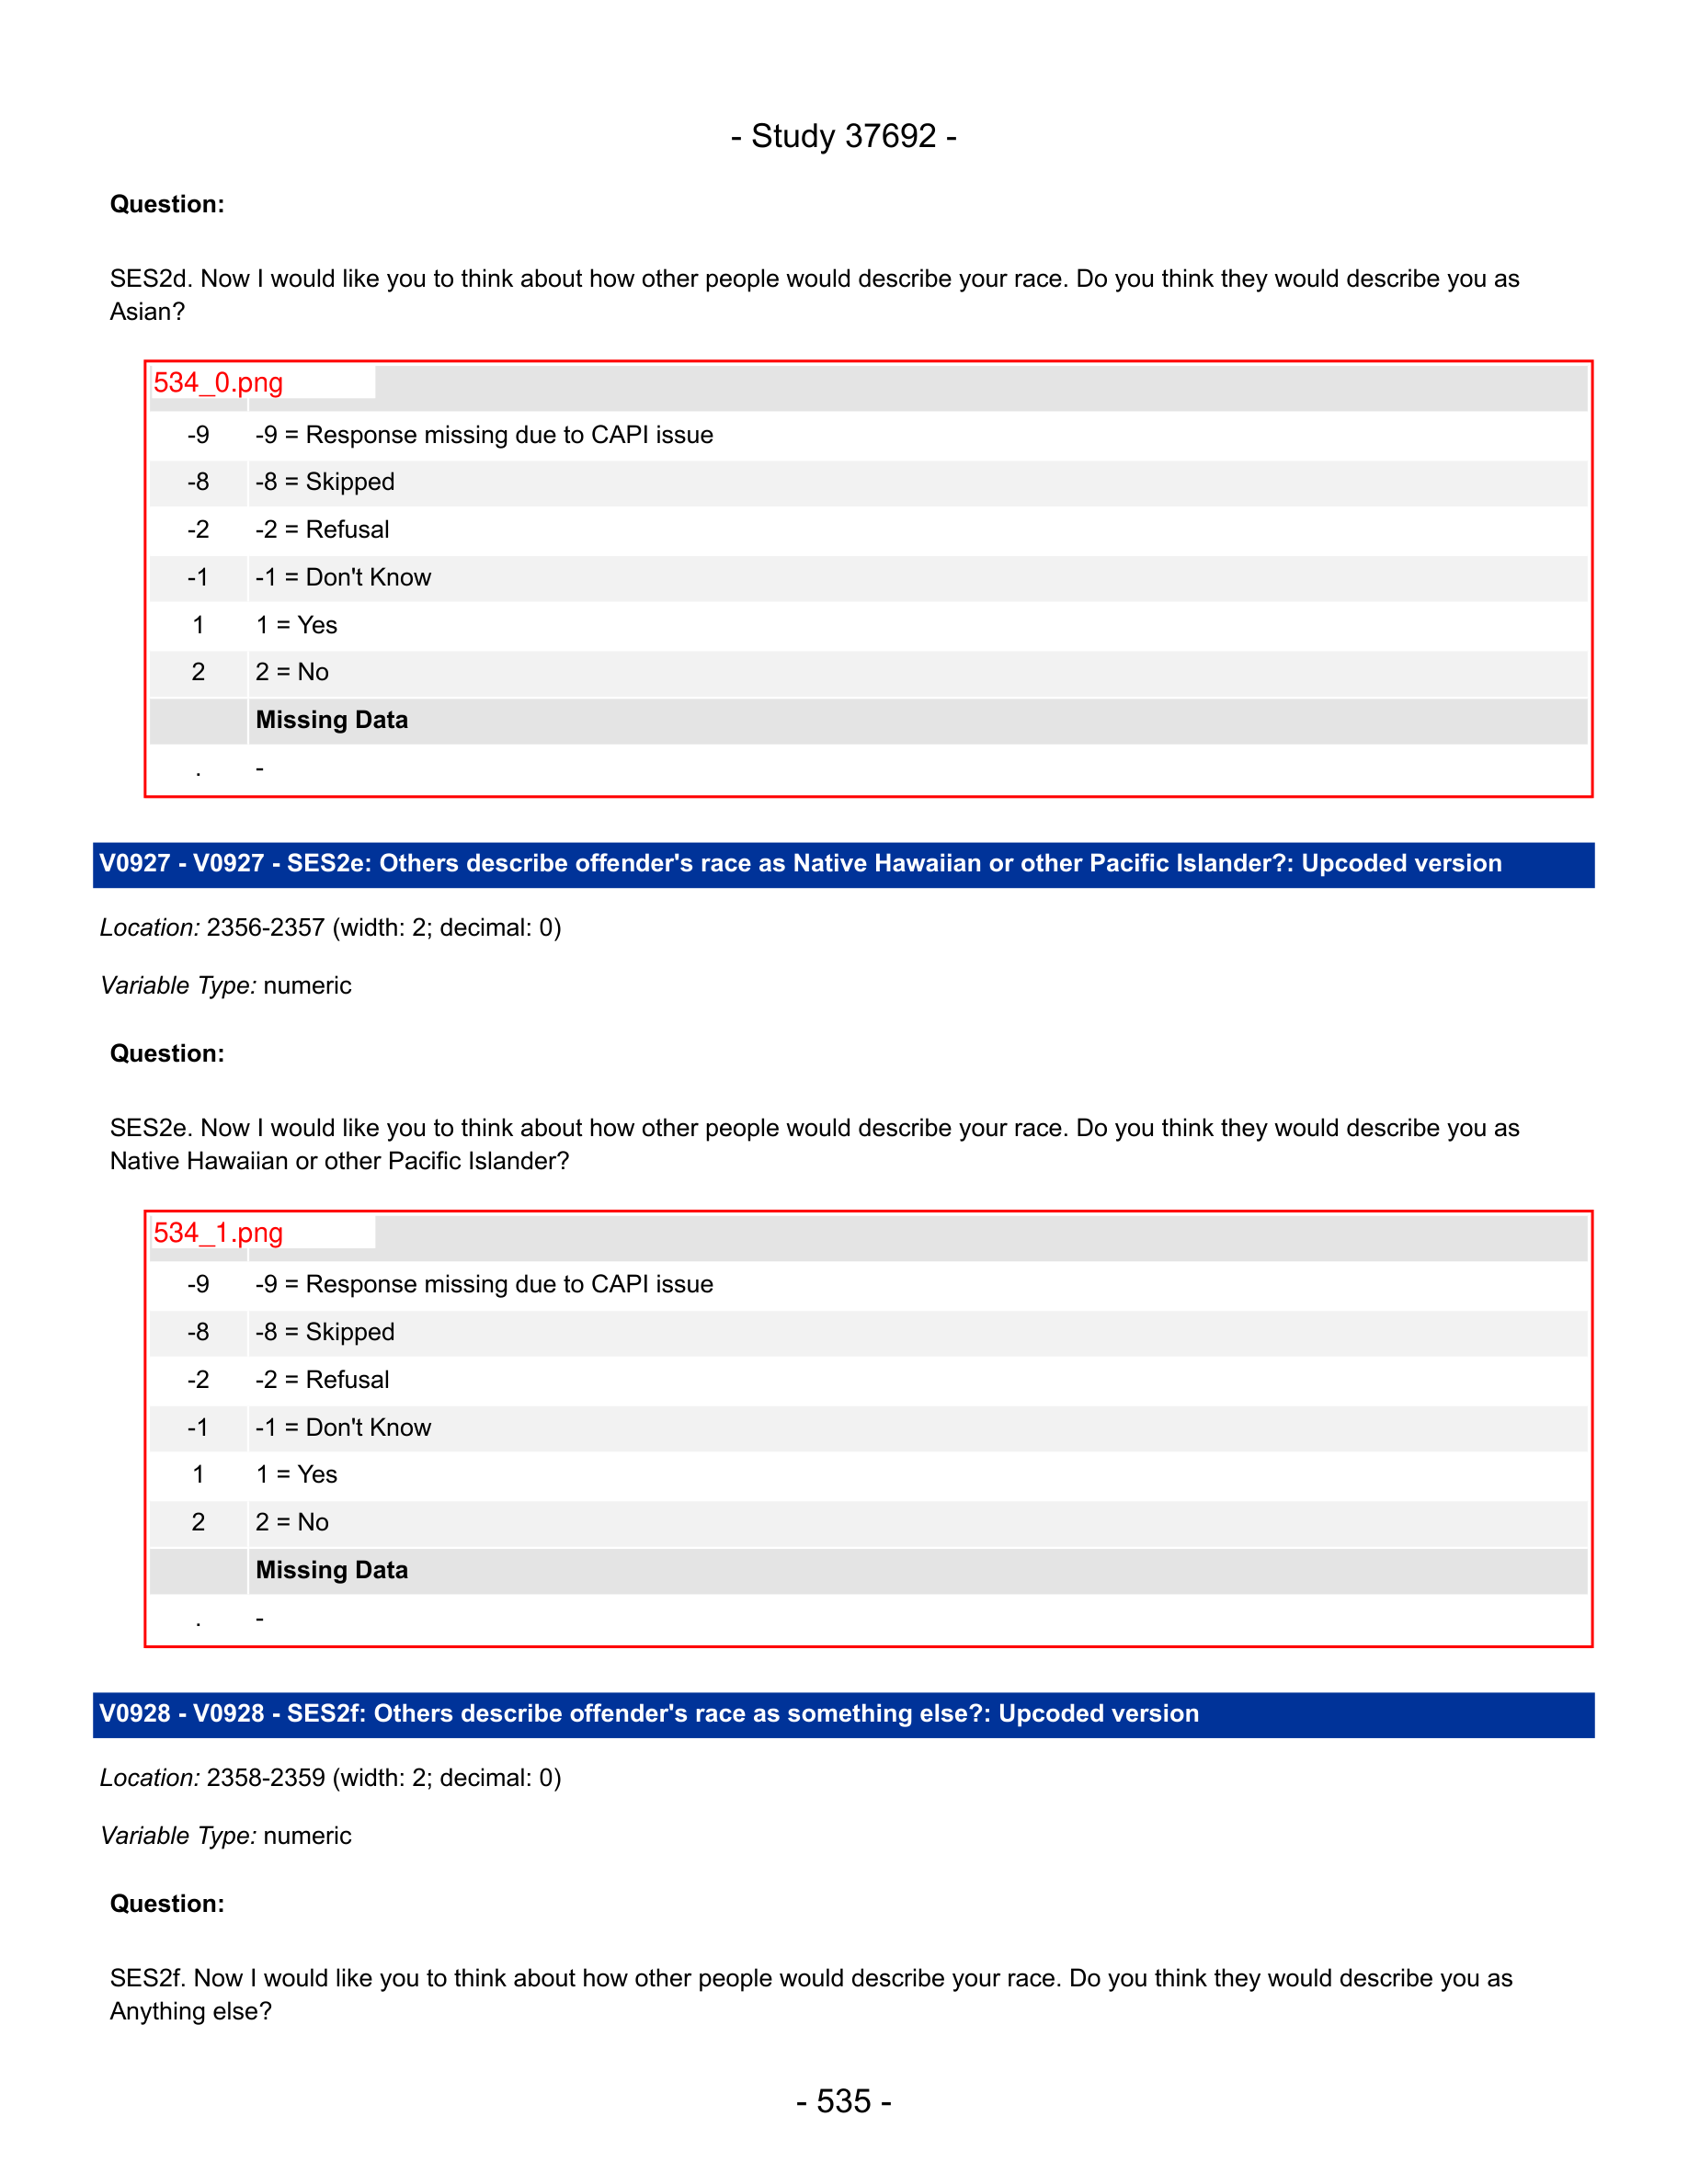 - Study 37692 -
Question:
SES2d. Now I would like you to think about how other people would describe your race. Do you think they would describe you as
Asian?
534_0.png
-9 -9 = Response missing due to CAPI issue
-8 -8 = Skipped
-2 -2 = Refusal
-1 -1 = Don't Know
1 1 = Yes
2 2 = No
Missing Data
. -
V0927 - V0927 - SES2e: Others describe offender's race as Native Hawaiian or other Pacific Islander?: Upcoded version
Location: 2356-2357 (width: 2; decimal: 0)
Variable Type: numeric
Question:
SES2e. Now I would like you to think about how other people would describe your race. Do you think they would describe you as
Native Hawaiian or other Pacific Islander?
534_1.png
-9 -9 = Response missing due to CAPI issue
-8 -8 = Skipped
-2 -2 = Refusal
-1 -1 = Don't Know
1 1 = Yes
2 2 = No
Missing Data
. -
V0928 - V0928 - SES2f: Others describe offender's race as something else?: Upcoded version
Location: 2358-2359 (width: 2; decimal: 0)
Variable Type: numeric
Question:
SES2f. Now I would like you to think about how other people would describe your race. Do you think they would describe you as
Anything else?
- 535 -